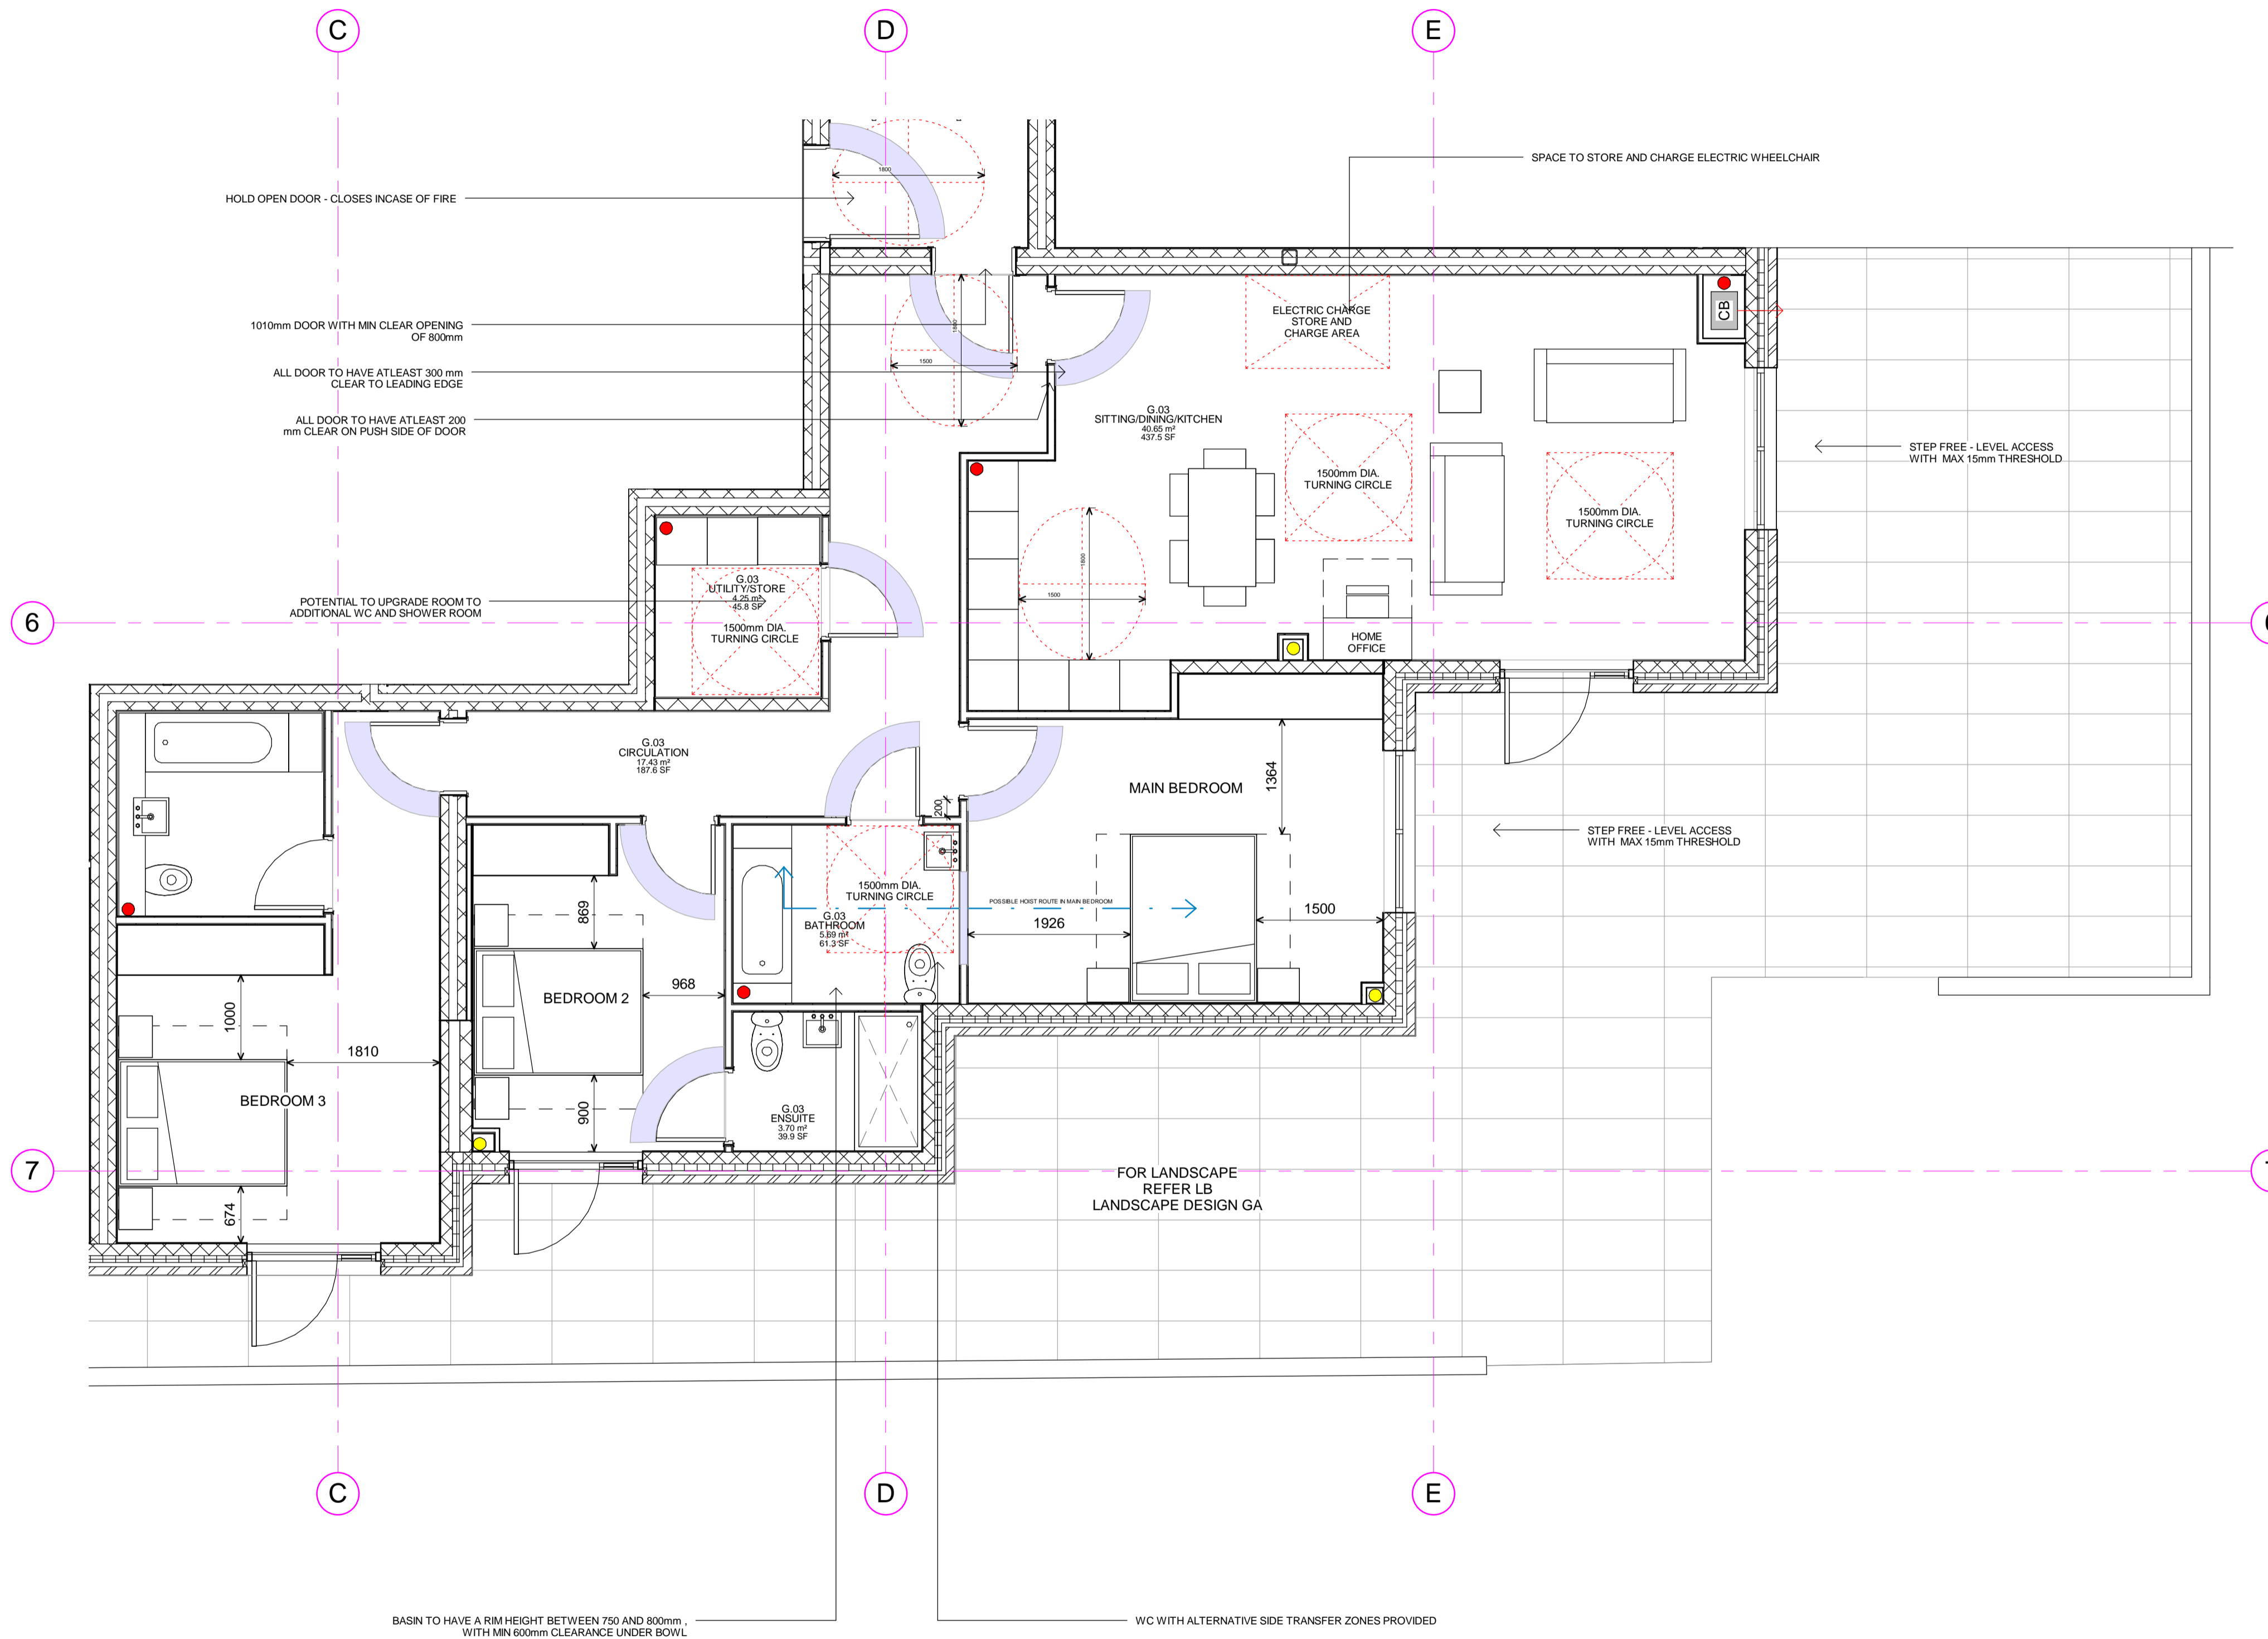 C
D
E
SPACE TO STORE AND CHARGE ELECTRIC WHEELCHAIR
1800
HOLD OPEN DOOR - CLOSES INCASE OF FIRE
1010mm DOOR WITH MIN CLEAR OPENING
OF 800mm
ALL DOOR TO HAVE ATLEAST 300 mm
CLEAR TO LEADING EDGE
ALL DOOR TO HAVE ATLEAST 200
mm CLEAR ON PUSH SIDE OF DOOR
1800
1500
ELECTRIC CHARGE
STORE AND
CHARGE AREA
CB
G.03
SITTING/DINING/KITCHEN
40.65 m²
437.5 SF
1500mm DIA.
TURNING CIRCLE
1500mm DIA.
TURNING CIRCLE
STEP FREE - LEVEL ACCESS
WITH MAX 15mm THRESHOLD
1800
1500
HOME
OFFICE
POTENTIAL TO UPGRADE ROOM TO
ADDITIONAL WC AND SHOWER ROOM
G.03
UTILITY/STORE
4.25 m²
45.8 SF
1500mm DIA.
TURNING CIRCLE
6
G.03
CIRCULATION
17.43 m²
187.6 SF
200
MAIN BEDROOM
1364
STEP FREE - LEVEL ACCESS
WITH MAX 15mm THRESHOLD
1500mm DIA.
TURNING CIRCLE
POSSIBLE HOIST ROUTE IN MAIN BEDROOM
G.03
BATHROOM
5.69 m²
61.3 SF
1926
1500
869
968
BEDROOM 2
900
1000
1810
BEDROOM 3
674
G.03
ENSUITE
3.70 m²
39.9 SF
7
FOR LANDSCAPE
REFER LB
LANDSCAPE DESIGN GA
C
D
E
BASIN TO HAVE A RIM HEIGHT BETWEEN 750 AND 800mm ,
WITH MIN 600mm CLEARANCE UNDER BOWL
WC WITH ALTERNATIVE SIDE TRANSFER ZONES PROVIDED